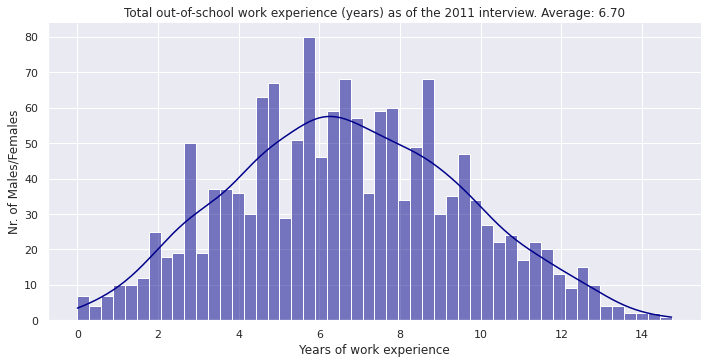 Total out-of-school work experience (years) as of the 2011 interview. Average: 6.70
80
70
60
50
40
30
20
10
0
Nr. of Males/Females
0 2 4 6 8 10 12 14
Years of work experience